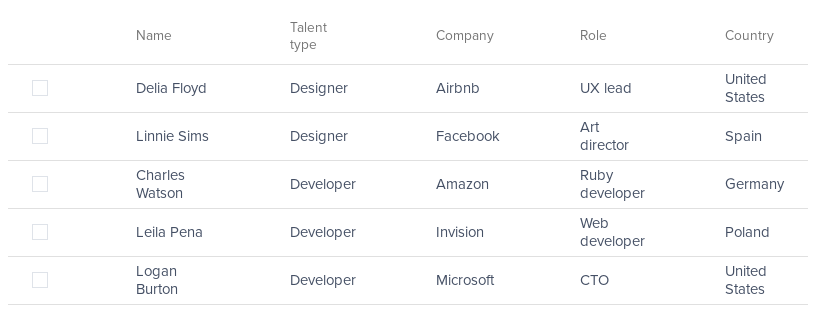 Name Talent type Company Role Country
Delia Floyd Designer Airbnb UX lead United States
Linnie Sims Designer Facebook Art director Spain
Charles Watson Developer Amazon Ruby developer Germany
Leila Pena Developer Invision Web developer Poland
Logan Burton Developer Microsoft CTO United States